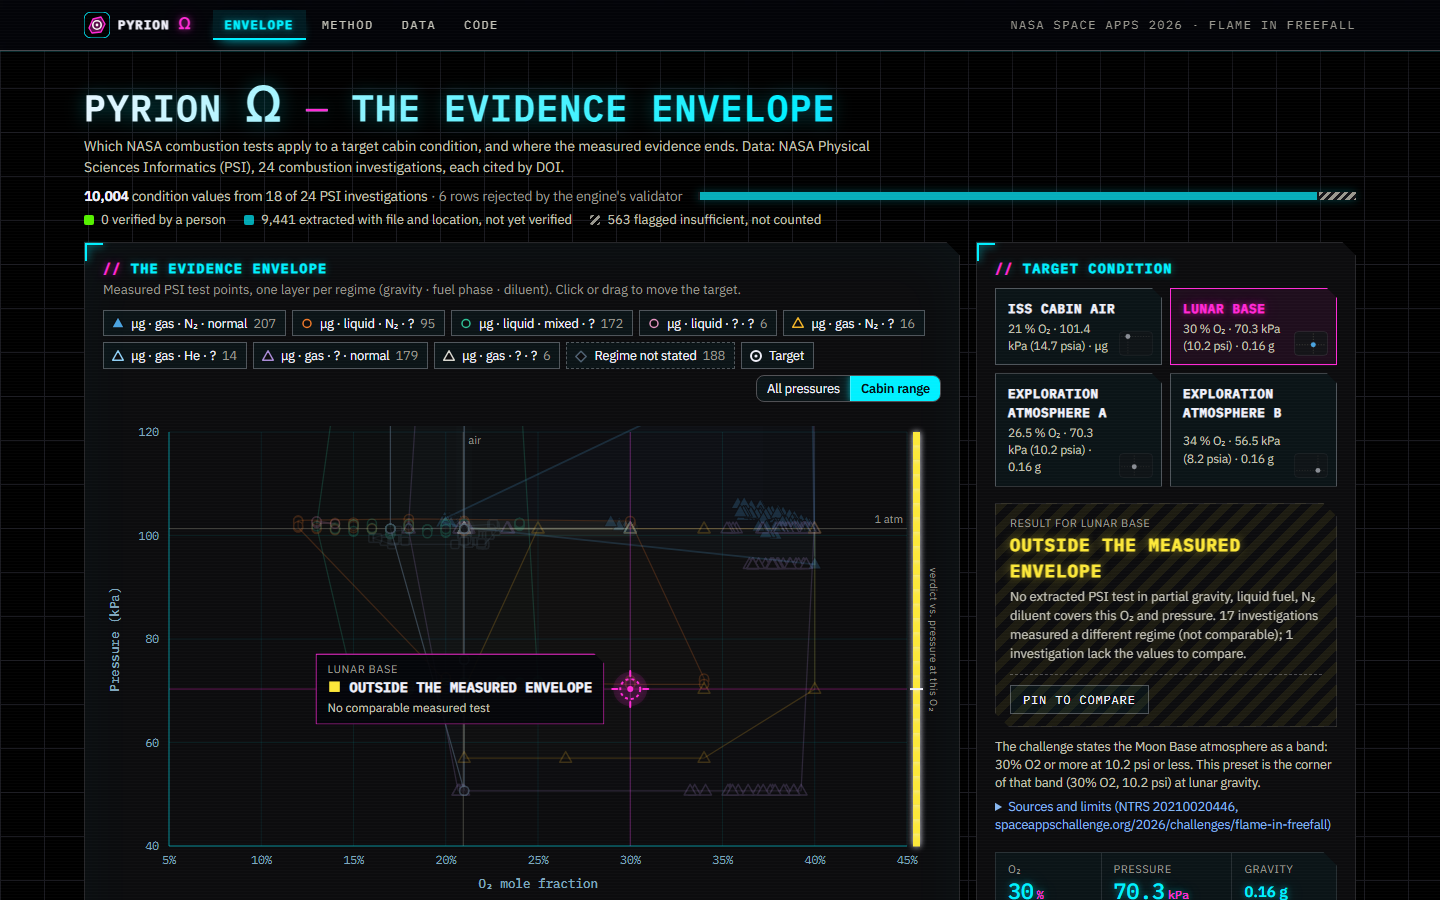 PYRION Ω
ENVELOPE
METHOD
DATA
CODE
NASA SPACE APPS 2026 · FLAME IN FREEFALL
PYRION Ω — THE EVIDENCE ENVELOPE
Which NASA combustion tests apply to a target cabin condition, and where the measured evidence ends. Data: NASA Physical
Sciences Informatics (PSI), 24 combustion investigations, each cited by DOI.
10,004 condition values from 18 of 24 PSI investigations · 6 rows rejected by the engine's validator
0 verified by a person
9,441 extracted with file and location, not yet verified
563 flagged insufficient, not counted
// THE EVIDENCE ENVELOPE
Measured PSI test points, one layer per regime (gravity · fuel phase · diluent). Click or drag to move the target.
µg · gas · N₂ · normal 207
µg · liquid · N₂ · ? 95
µg · liquid · mixed · ? 172
µg · liquid · ? · ? 6
µg · gas · N₂ · ? 16
µg · gas · He · ? 14
µg · gas · ? · normal 179
µg · gas · ? · ? 6
Regime not stated 188
Target
All pressures
Cabin range
120
100
80
60
40
Pressure (kPa)
air
1 atm
verdict vs. pressure at this O₂
LUNAR BASE
OUTSIDE THE MEASURED ENVELOPE
No comparable measured test
5%
10%
15%
20%
25%
30%
35%
40%
45%
O₂ mole fraction
// TARGET CONDITION
ISS CABIN AIR
21 % O₂ · 101.4
kPa (14.7 psia) · µg
LUNAR BASE
30 % O₂ · 70.3 kPa
(10.2 psi) · 0.16 g
EXPLORATION
ATMOSPHERE A
26.5 % O₂ · 70.3
kPa (10.2 psia) ·
0.16 g
EXPLORATION
ATMOSPHERE B
34 % O₂ · 56.5 kPa
(8.2 psia) · 0.16 g
RESULT FOR LUNAR BASE
OUTSIDE THE MEASURED
ENVELOPE
No extracted PSI test in partial gravity, liquid fuel, N₂
diluent covers this O₂ and pressure. 17 investigations
measured a different regime (not comparable); 1
investigation lack the values to compare.
PIN TO COMPARE
The challenge states the Moon Base atmosphere as a band:
30% O2 or more at 10.2 psi or less. This preset is the corner
of that band (30% O2, 10.2 psi) at lunar gravity.
Sources and limits (NTRS 20210020446,
spaceappschallenge.org/2026/challenges/flame-in-freefall)
O₂
30 %
PRESSURE
70.3 kPa
GRAVITY
0.16 g